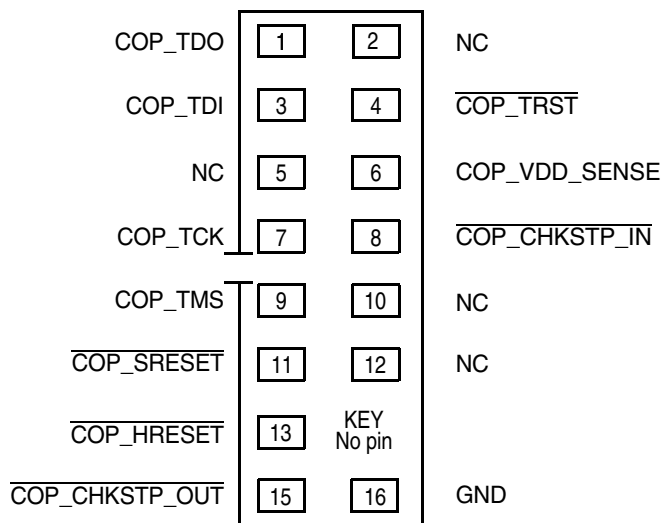 COP_TDO 1 2 NC
COP_TDI 3 4 COP_TRST
NC 5 6 COP_VDD_SENSE
COP_TCK 7 8 COP_CHKSTP_IN
COP_TMS 9 10 NC
COP_SRESET 11 12 NC
COP_HRESET 13 KEY
No pin
COP_CHKSTP_OUT 15 16 GND